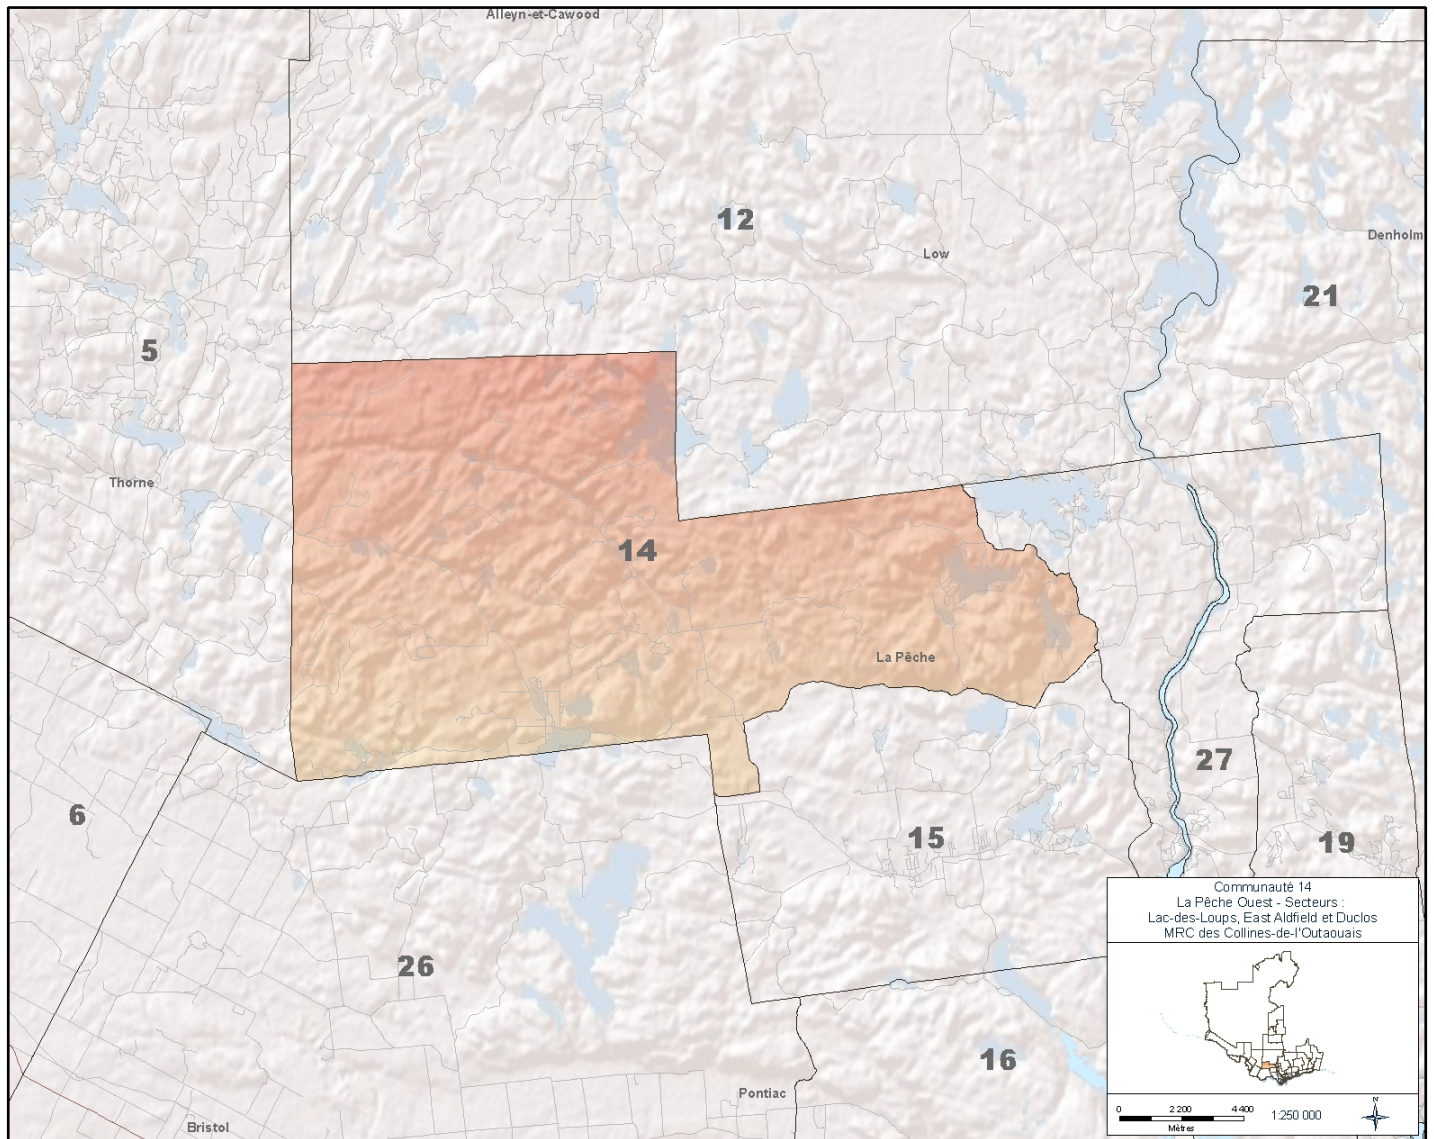 Alleyn-et-Cawood
12
Low
Denholm
21
5
Thorne
14
La Pêche
27
6
15
19
26
16
Pontiac
Bristol
Communauté 14
La Pêche Ouest - Secteurs :
Lac-des-Loups, East Aldfield et Duclos
MRC des Collines-de-l'Outaouais
0 2 200 4 400
Mètres
1:250 000
N